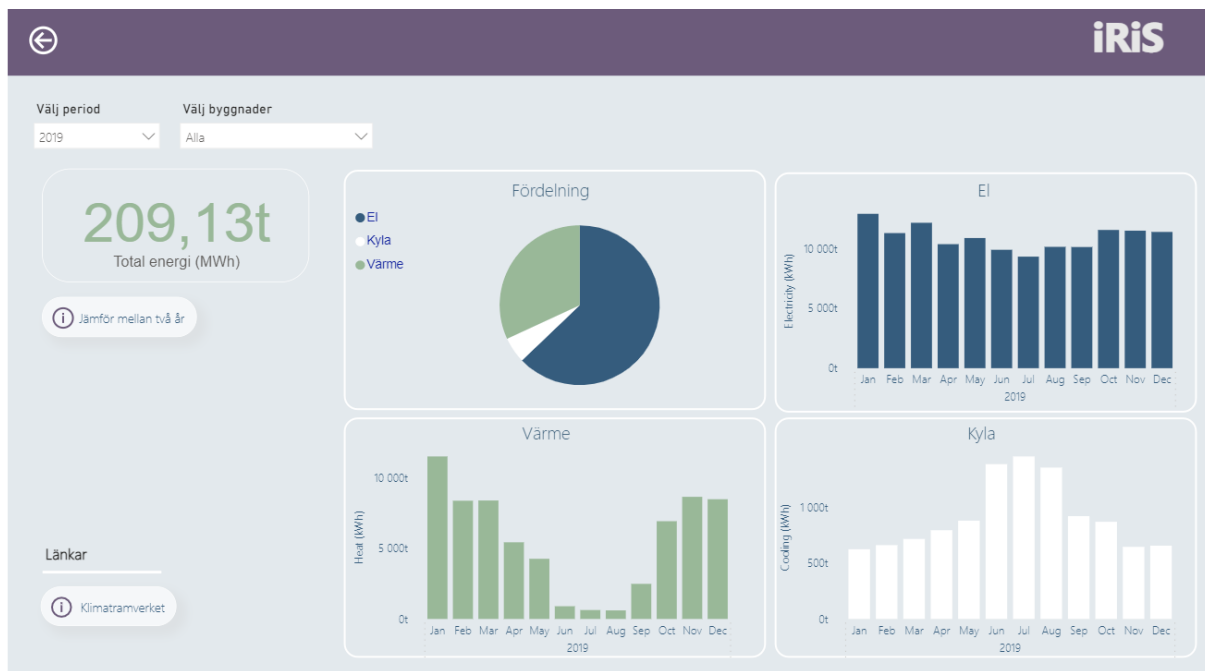 iRiS
Välj period
Välj byggnader
2019
Alla
209,13t
Total energi (MWh)
Jämför mellan två år
Länkar
Klimatramverket
Fördelning
El
Kyla
Värme
El
Electricity (kWh)
10 000t
5 000t
0t
Jan Feb Mar Apr May Jun Jul Aug Sep Oct Nov Dec
2019
Värme
Heat (kWh)
10 000t
5 000t
0t
Jan Feb Mar Apr May Jun Jul Aug Sep Oct Nov Dec
2019
Kyla
Cooling (kWh)
1 000t
500t
0t
Jan Feb Mar Apr May Jun Jul Aug Sep Oct Nov Dec
2019